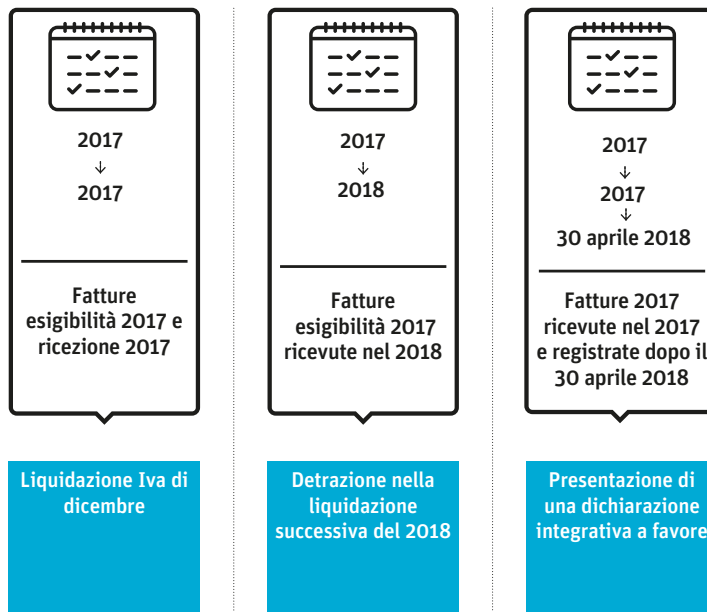 2017
↓
2017
Fatture
esigibilità 2017 e
ricezione 2017
Liquidazione Iva di
dicembre
2017
↓
2018
Fatture
esigibilità 2017
ricevute nel 2018
Detrazione nella
liquidazione
successiva del 2018
2017
↓
2017
↓
30 aprile 2018
Fatture 2017
ricevute nel 2017
e registrate dopo il
30 aprile 2018
Presentazione di
una dichiarazione
integrativa a favore